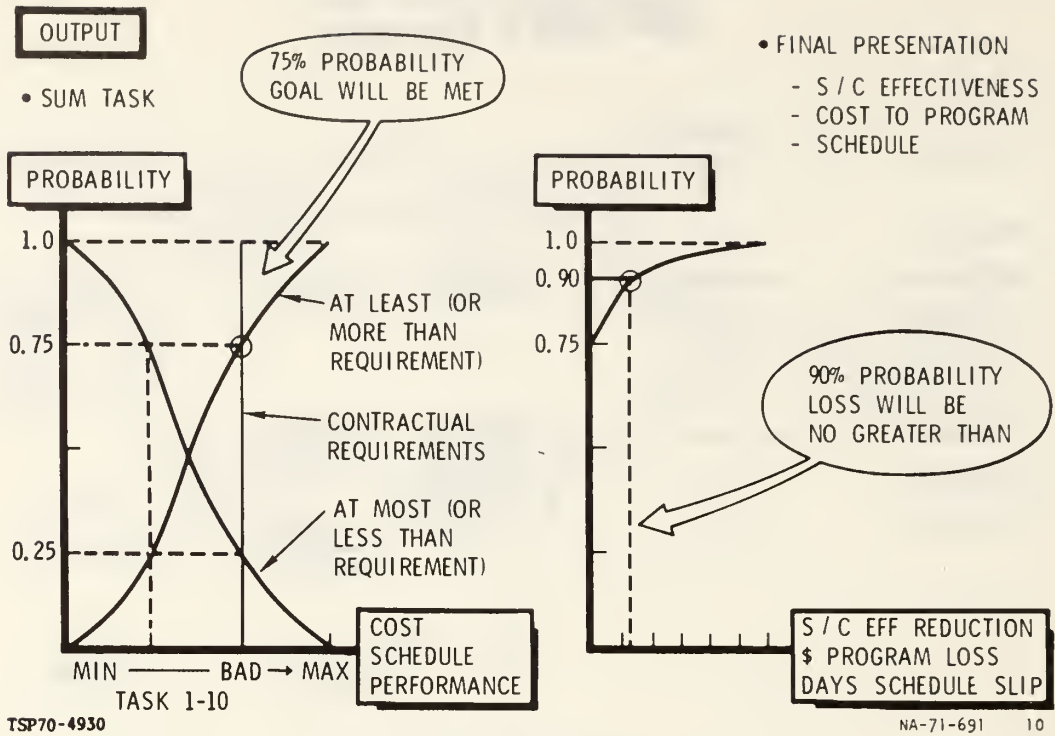 OUTPUT
• SUM TASK
75% PROBABILITY
GOAL WILL BE MET
• FINAL PRESENTATION
- S/C EFFECTIVENESS
- COST TO PROGRAM
- SCHEDULE
PROBABILITY
1.0
0.75
0.25
AT LEAST (OR
MORE THAN
REQUIREMENT)
CONTRACTUAL
REQUIREMENTS
AT MOST (OR
LESS THAN
REQUIREMENT)
MIN BAD MAX
TASK 1-10
COST
SCHEDULE
PERFORMANCE
PROBABILITY
1.0
0.90
0.75
90% PROBABILITY
LOSS WILL BE
NO GREATER THAN
S/C EFF REDUCTION
$ PROGRAM LOSS
DAYS SCHEDULE SLIP
TSP70-4930
NA-71-691 10